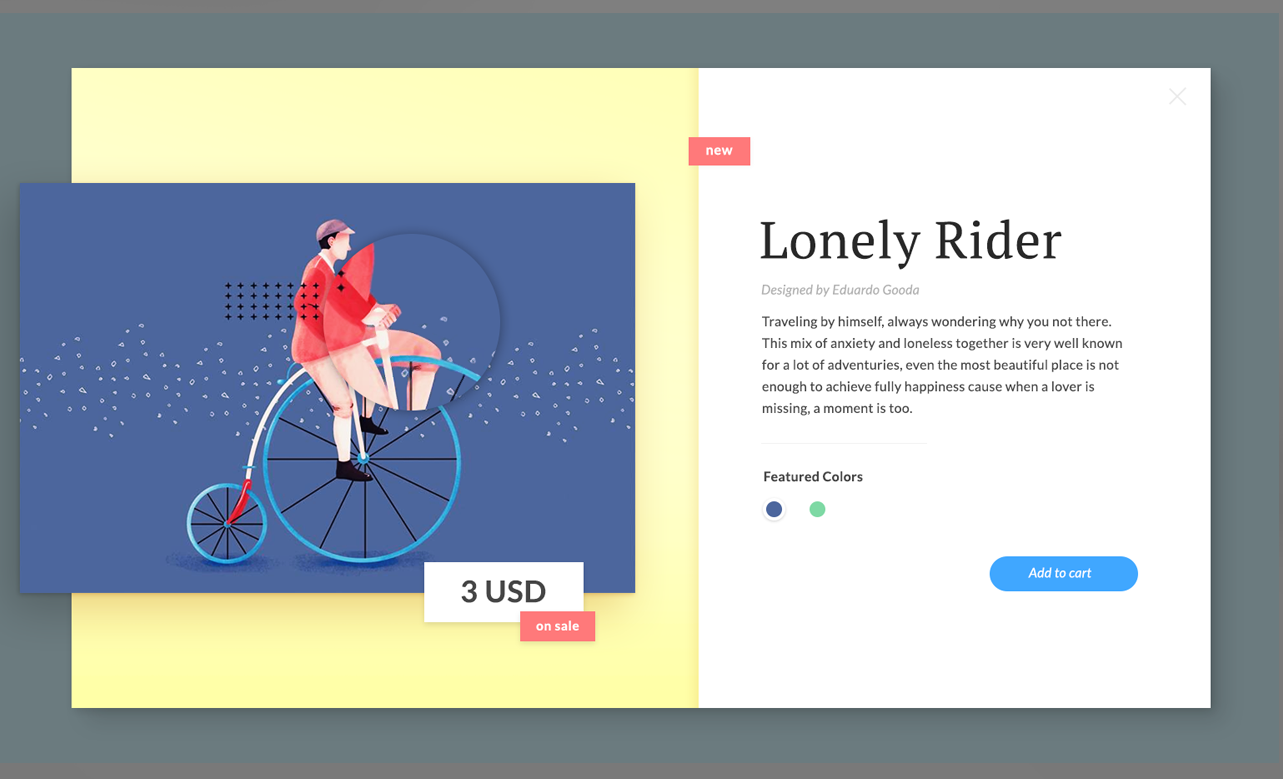 new
Lonely Rider
Designed by Eduardo Gooda
Traveling by himself, always wondering why you not there.
This mix of anxiety and loneless together is very well known
for a lot of adventuries, even the most beautiful place is not
enough to achieve fully happiness cause when a lover is
missing, a moment is too.
Featured Colors
Add to cart
3 USD
on sale